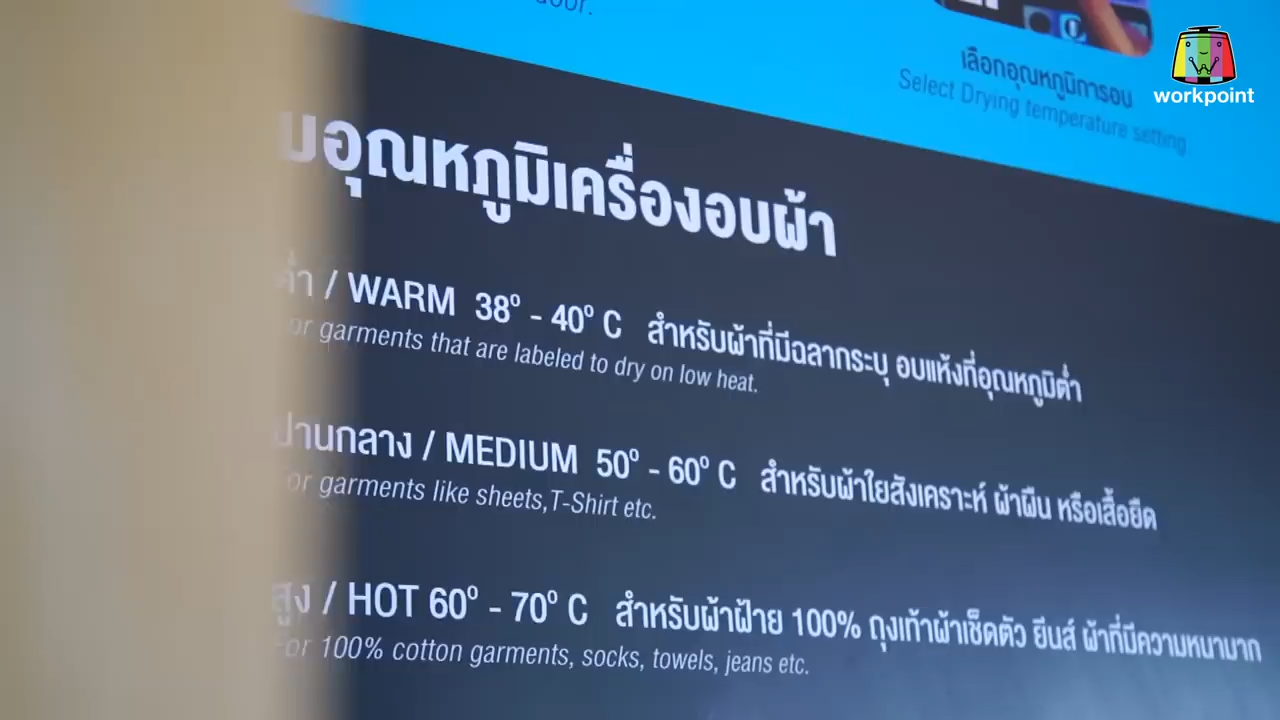 door.
เลือกอุณหภูมิการอบ
Select Drying temperature setting
workpoint
อุณหภูมิเครื่องอบผ้า
ต่ำ / WARM 38º - 40º C สำหรับผ้าที่มีฉลากระบุ อบแห้งที่อุณหภูมิต่ำ
or garments that are labeled to dry on low heat.
ปานกลาง / MEDIUM 50º - 60º C สำหรับผ้าใยสังเคราะห์ ผ้าผืน หรือเสื้อยืด
or garments like sheets,T-Shirt etc.
สูง / HOT 60º - 70º C สำหรับผ้าฝ้าย 100% ถุงเท้าผ้าเช็ดตัว ยีนส์ ผ้าที่มีความหนามาก
For 100% cotton garments, socks, towels, jeans etc.